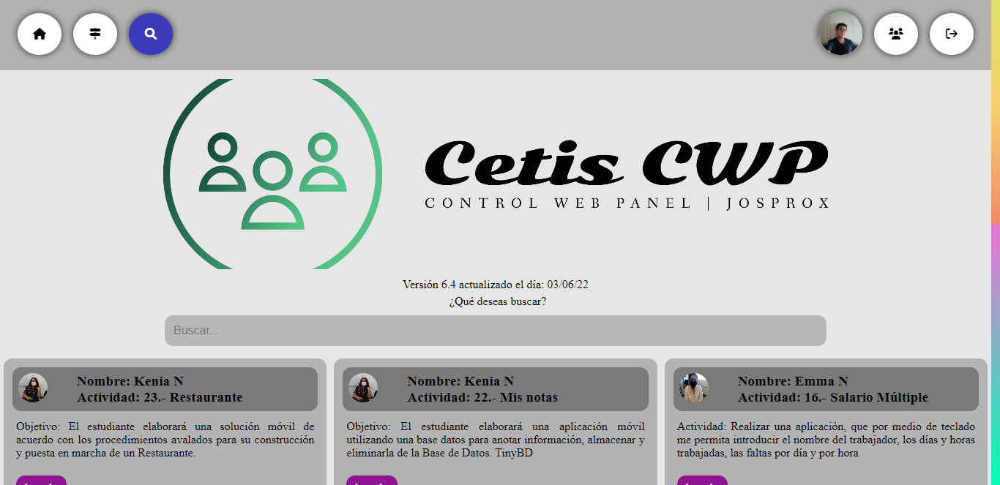 Cetis CWP
CONTROL WEB PANEL | JOSPROX
Versión 6.4 actualizado el día: 03/06/22
¿Qué deseas buscar?
Buscar...
Nombre: Kenia N
Actividad: 23.- Restaurante
Objetivo: El estudiante elaborará una solución móvil de
acuerdo con los procedimientos avalados para su construcción
y puesta en marcha de un Restaurante.
Nombre: Kenia N
Actividad: 22.- Mis notas
Objetivo: El estudiante elaborará una aplicación móvil
utilizando una base datos para anotar información, almacenar y
eliminarla de la Base de Datos. TinyBD
Nombre: Emma N
Actividad: 16.- Salario Múltiple
Actividad: Realizar una aplicación, que por medio de teclado
me permita introducir el nombre del trabajador, los días y horas
trabajadas, las faltas por día y por hora